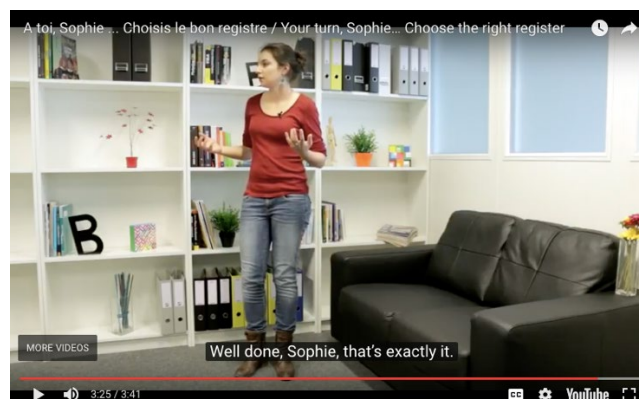 A toi, Sophie ... Choisis le bon registre / Your turn, Sophie... Choose the right register
B
MORE VIDEOS
Well done, Sophie, that's exactly it.
3:25 / 3:41
CC
YouTube